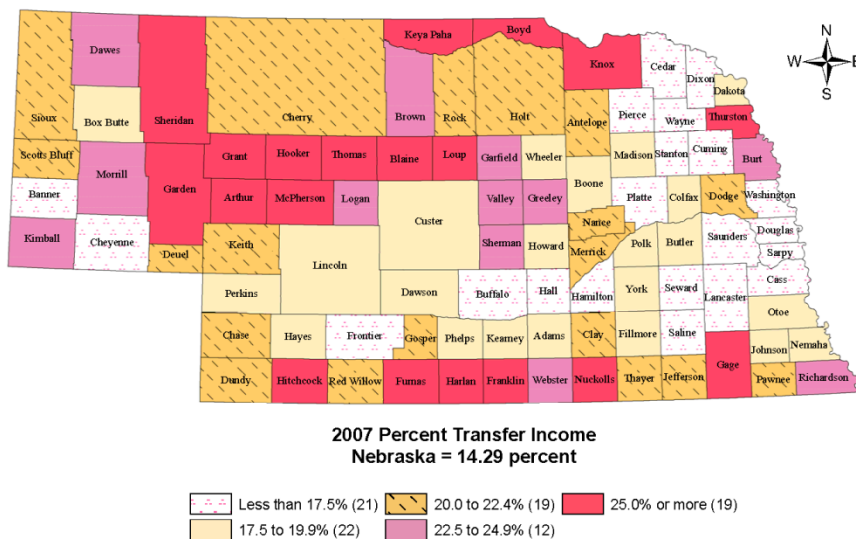 N
W E
S
Keya Paha Boyd
Dawes Knox Cedar
Dixon
Sheridan Cherry Brown Rock Holt Dakota
Sioux Box Butte Antelope Pierce Wayne Thurston
Scotts Bluff Grant Hooker Thomas Blaine Loup Garfield Wheeler Madison Stanton Cuming Burt
Morrill Garden
Banner Arthur McPherson Logan Valley Greeley Boone Platte Colfax Dodge Washington
Custer Nance
Kimball Cheyenne Deuel Keith Sherman Howard Merrick Polk Butler Saunders Douglas
Lincoln Sarpy
Perkins Dawson Buffalo Hall Hamilton York Seward Lancaster Cass
Otoe
Chase Hayes Frontier Gosper Phelps Kearney Adams Clay Fillmore Saline Johnson Nemaha
Dundy Hitchcock Red Willow Furnas Harlan Franklin Webster Nuckolls Thayer Jefferson Gage Pawnee Richardson
2007 Percent Transfer Income
Nebraska = 14.29 percent
Less than 17.5% (21) 20.0 to 22.4% (19) 25.0% or more (19)
17.5 to 19.9% (22) 22.5 to 24.9% (12)